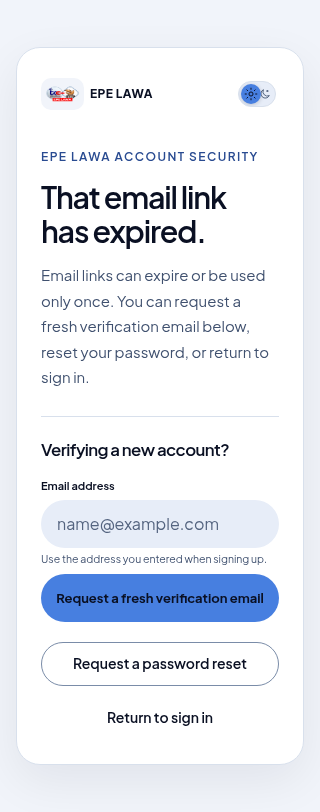 EPE LAWA
EPE LAWA ACCOUNT SECURITY
That email link
has expired.
Email links can expire or be used
only once. You can request a
fresh verification email below,
reset your password, or return to
sign in.
Verifying a new account?
Email address
name@example.com
Use the address you entered when signing up.
Request a fresh verification email
Request a password reset
Return to sign in